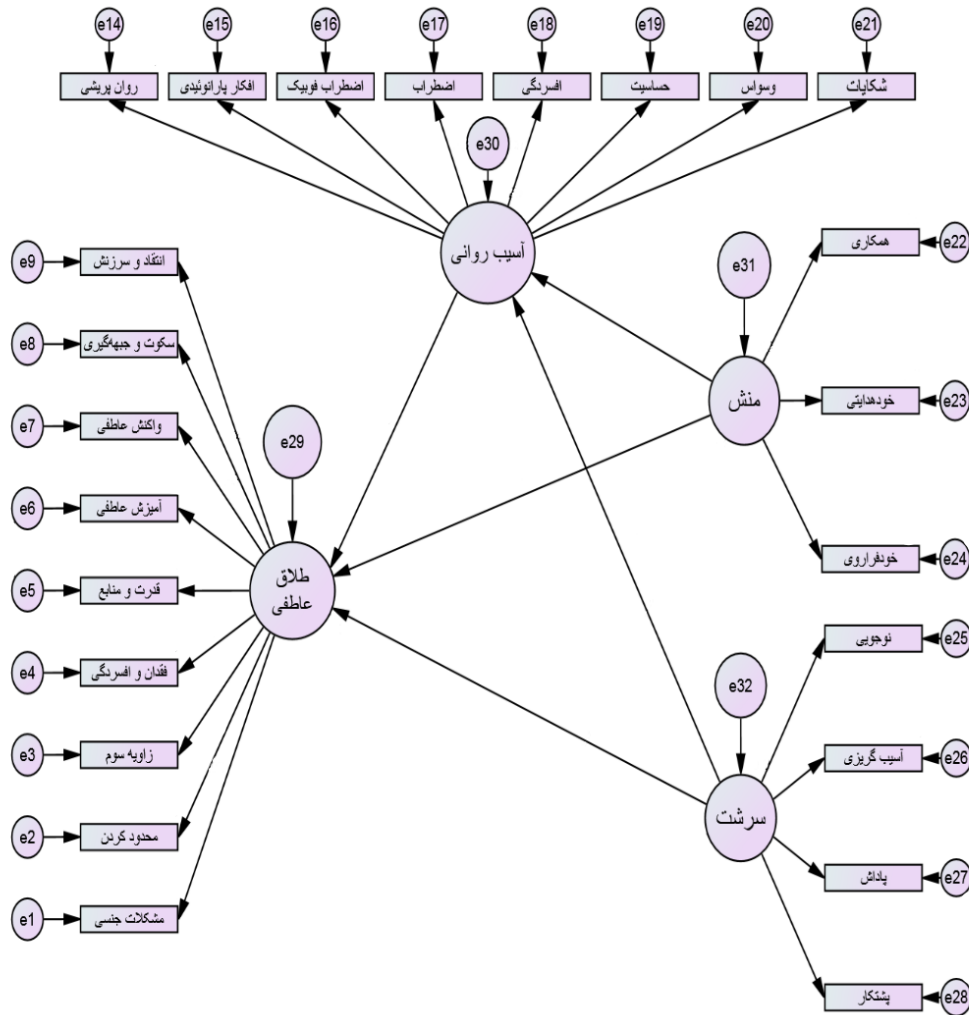 e14
e15
e16
e17
e18
e19
e20
e21
روان پریشی
افکار پارانوئیدی
اضطراب فوبیک
اضطراب
افسردگی
حساسیت
وسواس
شکایات
e30
آسیب روانی
e9
انتقاد و سرزنش
e8
سکوت و جبهه‌گیری
e7
واکنش عاطفی
e6
آمیزش عاطفی
e5
قدرت و منابع
e4
فقدان و افسردگی
e3
زاویه سوم
e2
محدود کردن
e1
مشکلات جنسی
e29
طلاق
عاطفی
e31
منش
همکاری
e22
خودهدایتی
e23
خودفراروی
e24
e32
سرشت
نوجویی
e25
آسیب گریزی
e26
پاداش
e27
پشتکار
e28